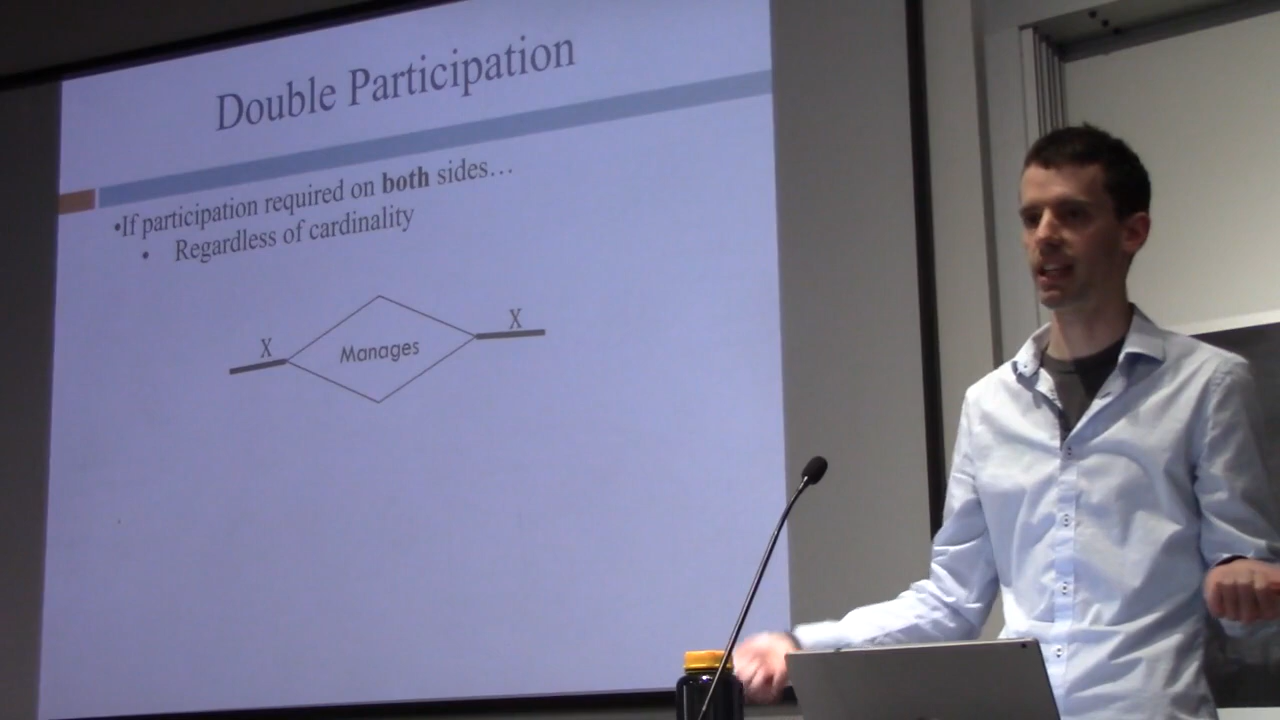 Double Participation
•If participation required on both sides…
• Regardless of cardinality
X
X
Manages